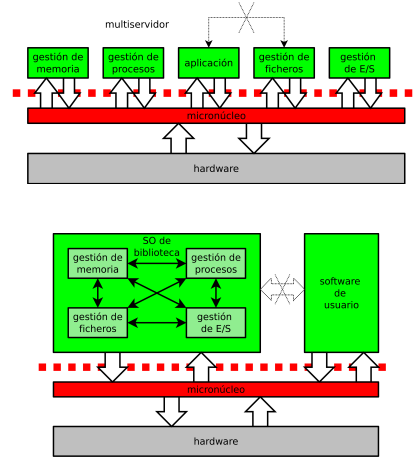 multiservidor
gestión de
memoria
gestión de
procesos
aplicación
gestión de
ficheros
gestión
de E/S
micronúcleo
hardware
SO de
biblioteca
gestión de
memoria
gestión de
procesos
gestión de
ficheros
gestión
de E/S
software
de
usuario
micronúcleo
hardware